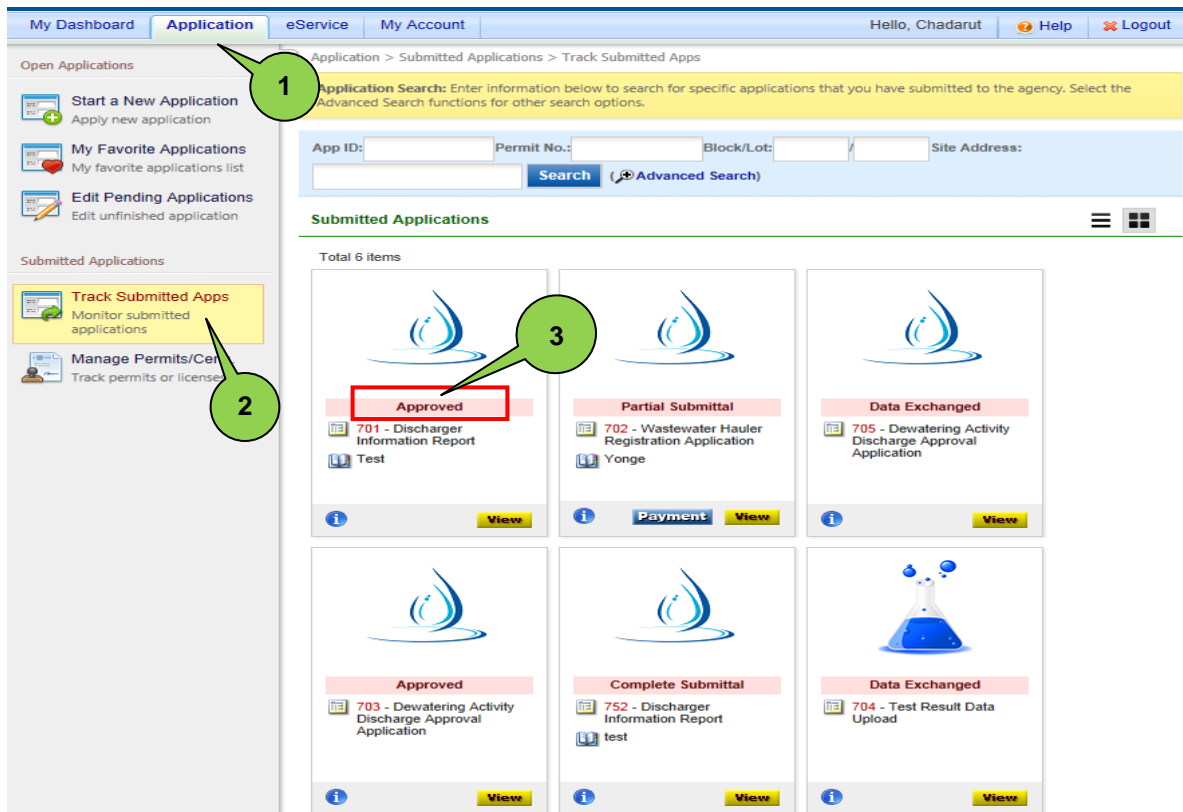 My Dashboard Application eService My Account Hello, Chadarut Help Logout
Open Applications
Start a New Application
Apply new application
My Favorite Applications
My favorite applications list
Edit Pending Applications
Edit unfinished application
Submitted Applications
Track Submitted Apps
Monitor submitted
applications
Manage Permits/Cer
Track permits or licenses
1
2
3
Application > Submitted Applications > Track Submitted Apps
Application Search: Enter information below to search for specific applications that you have submitted to the agency. Select the
Advanced Search functions for other search options.
App ID: Permit No.: Block/Lot: / Site Address:
Search (Advanced Search)
Submitted Applications
Total 6 items
Approved
701 - Discharger
Information Report
Test
View
Partial Submittal
702 - Wastewater Hauler
Registration Application
Yonge
Payment View
Data Exchanged
705 - Dewatering Activity
Discharge Approval
Application
View
Approved
703 - Dewatering Activity
Discharge Approval
Application
View
Complete Submittal
752 - Discharger
Information Report
test
View
Data Exchanged
704 - Test Result Data
Upload
View